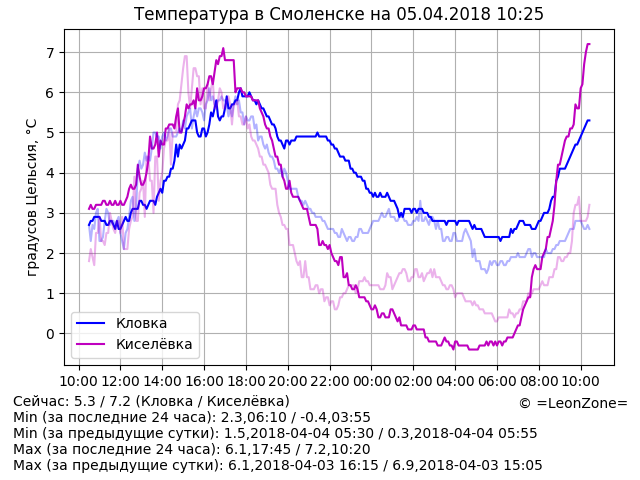 Температура в Смоленске на 05.04.2018 10:25
градусов Цельсия, °C
7
6
5
4
3
2
1
0
Кловка
Киселёвка
10:00 12:00 14:00 16:00 18:00 20:00 22:00 00:00 02:00 04:00 06:00 08:00 10:00
Сейчас: 5.3 / 7.2 (Кловка / Киселёвка)
© =LeonZone=
Min (за последние 24 часа): 2.3,06:10 / -0.4,03:55
Min (за предыдущие сутки): 1.5,2018-04-04 05:30 / 0.3,2018-04-04 05:55
Max (за последние 24 часа): 6.1,17:45 / 7.2,10:20
Max (за предыдущие сутки): 6.1,2018-04-03 16:15 / 6.9,2018-04-03 15:05